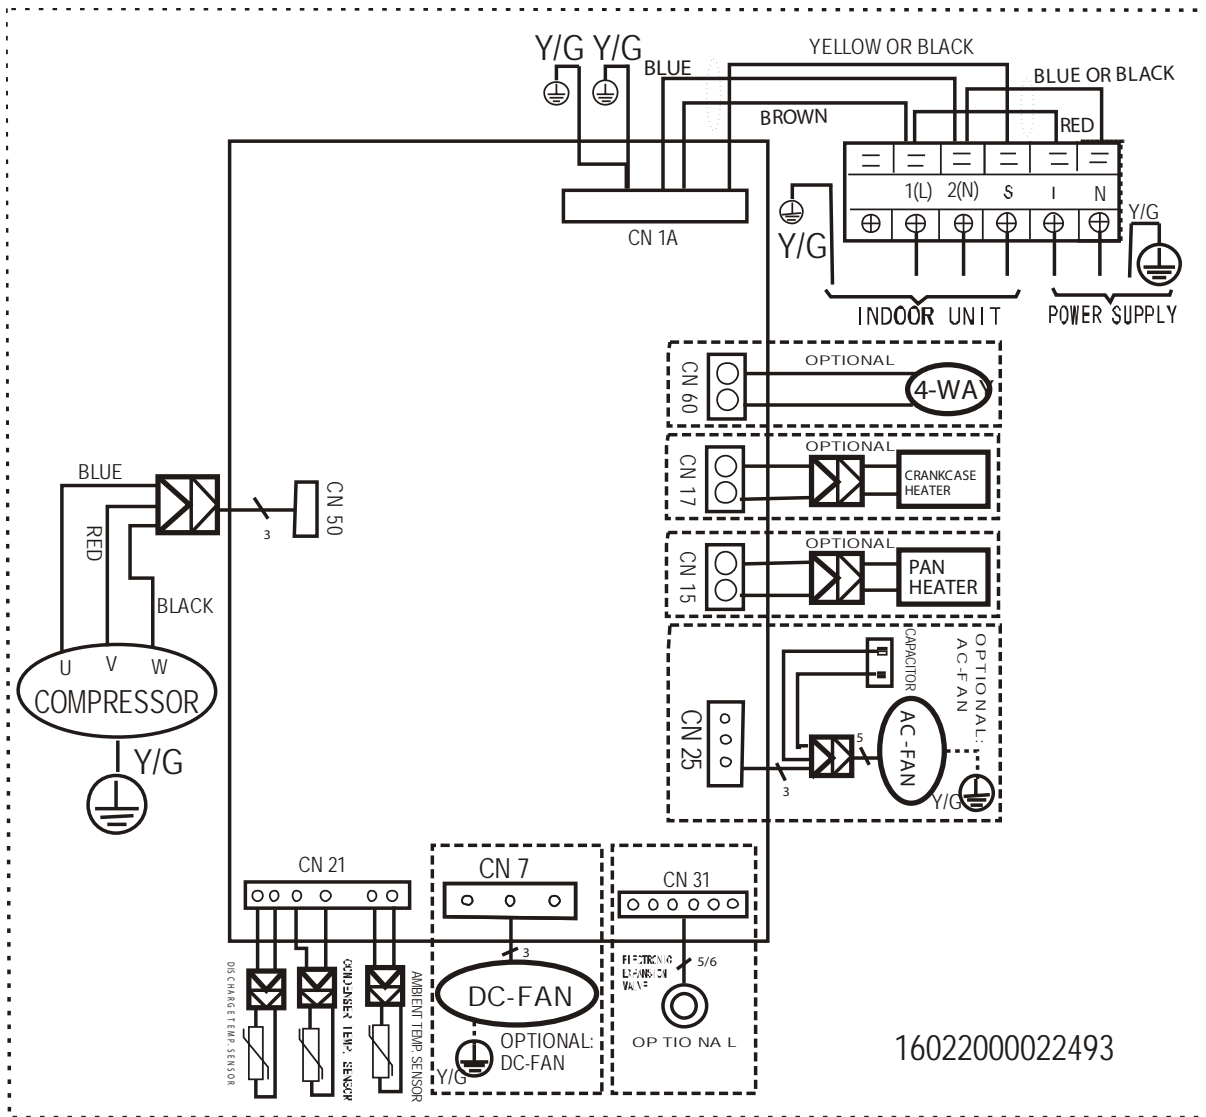 Y/G Y/G
BLUE
YELLOW OR BLACK
BLUE OR BLACK
BROWN
RED
1(L) 2(N) S I N
CN 1A
Y/G
Y/G
INDOOR UNIT
POWER SUPPLY
CN 60
OPTIONAL
4-WAY
CN 17
OPTIONAL
CRANKCASE
HEATER
CN 15
OPTIONAL
PAN
HEATER
BLUE
RED
BLACK
3
CN 50
U V W
COMPRESSOR
Y/G
CAPACITOR
OPTIONAL:
AC-FAN
CN 25
3
5
AC-FAN
Y/G
CN 21
DISCHARGE TEMP. SENSOR
CONDENSER TEMP. SENSOR
AMBIENT TEMP. SENSOR
CN 7
3
DC-FAN
OPTIONAL:
DC-FAN
Y/G
CN 31
ELECTRONIC
EXPANSION
VALVE
5/6
OPTIONAL
16022000022493